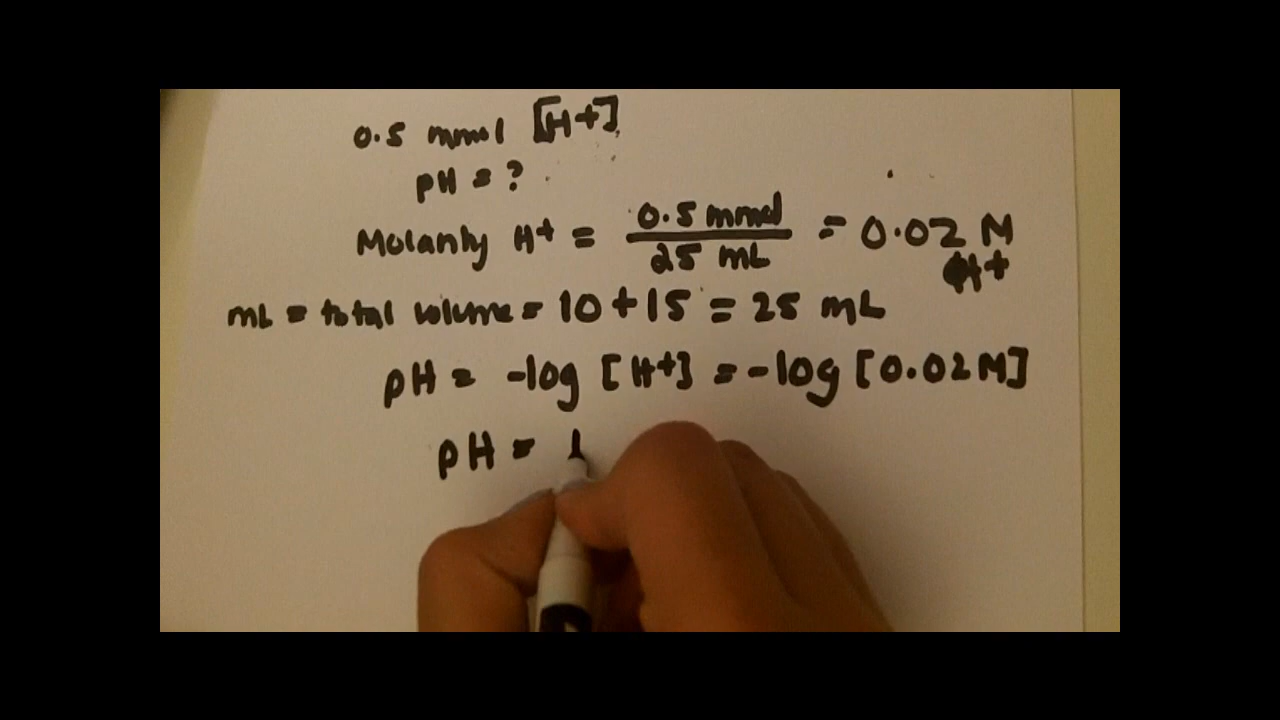 0.5 mmol [H+]
pH = ?
Molarity H+ = 0.5 mmol / 25 mL = 0.02 M
H+
mL = total volume = 10 + 15 = 25 mL
pH = -log [H+] = -log [0.02M]
pH = 1